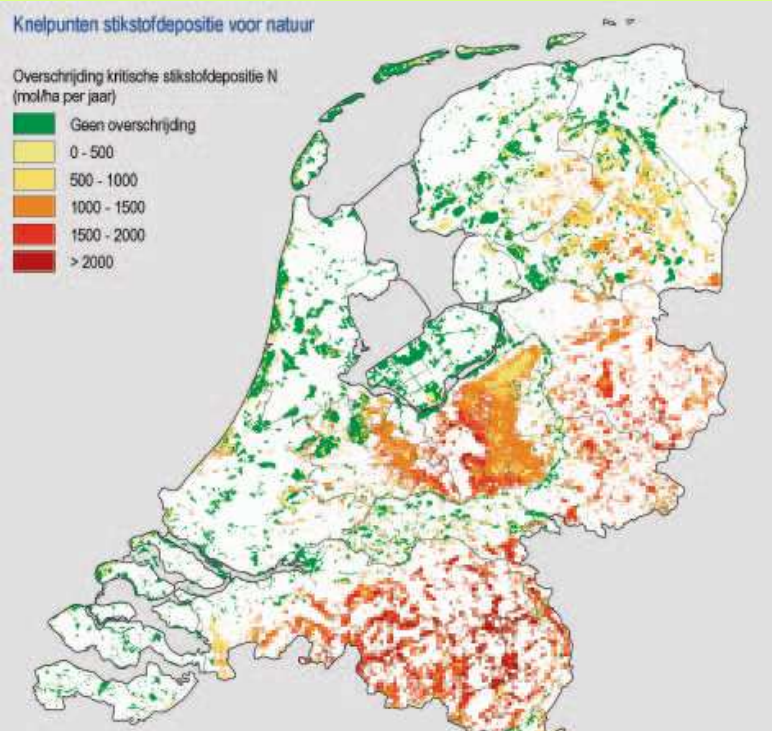 Knelpunten stikstofdepositie voor natuur
Overschrijding kritische stikstofdepositie N
(mol/ha per jaar)
Geen overschrijding
0 - 500
500 - 1000
1000 - 1500
1500 - 2000
> 2000